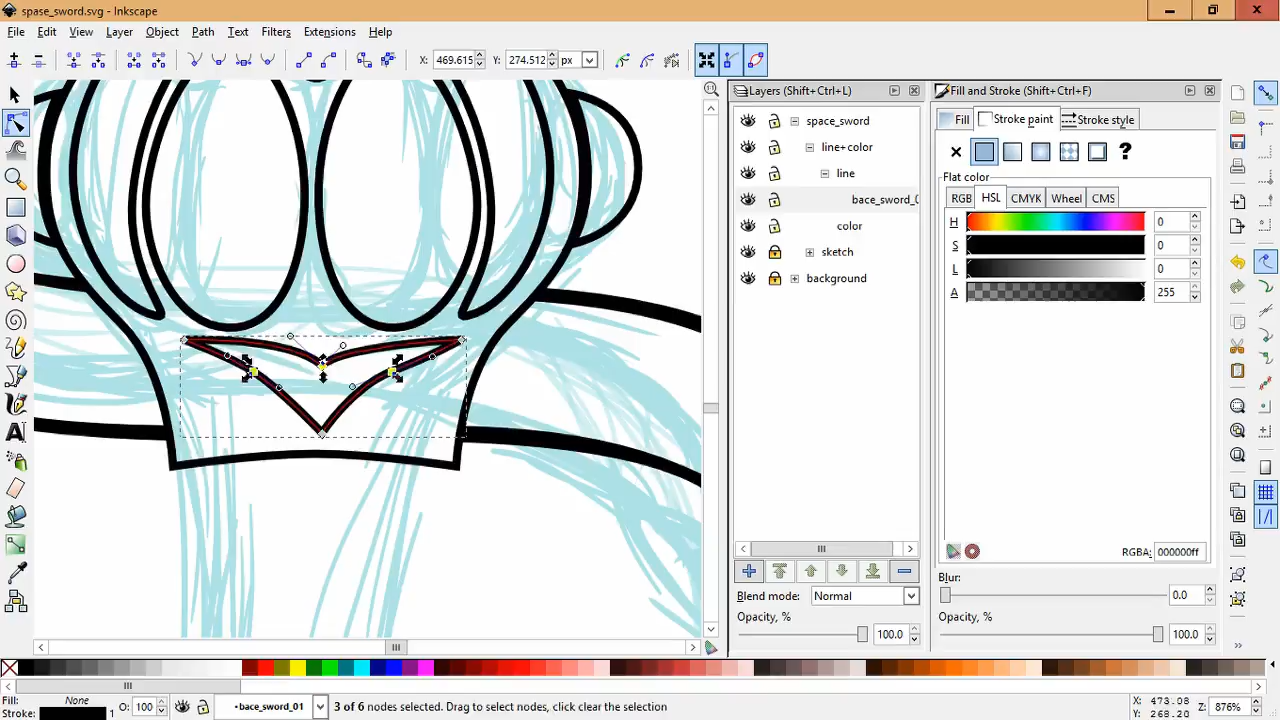 spase_sword.svg - Inkscape
File Edit View Layer Object Path Text Filters Extensions Help
X: 469.615 Y: 274.512 px
Layers (Shift+Ctrl+L)
space_sword
line+color
line
bace_sword_0
color
sketch
background
Blend mode: Normal
Opacity, %
100.0
Fill and Stroke (Shift+Ctrl+F)
Fill Stroke paint Stroke style
?
Flat color
RGB HSL CMYK Wheel CMS
H 0
S 0
L 0
A 255
RGBA: 000000ff
Blur:
0.0
Opacity, %
100.0
Fill: None
Stroke: 1
O: 100
•bace_sword_01
3 of 6 nodes selected. Drag to select nodes, click clear the selection
X: 473.08
Y: 268.20
Z: 876%